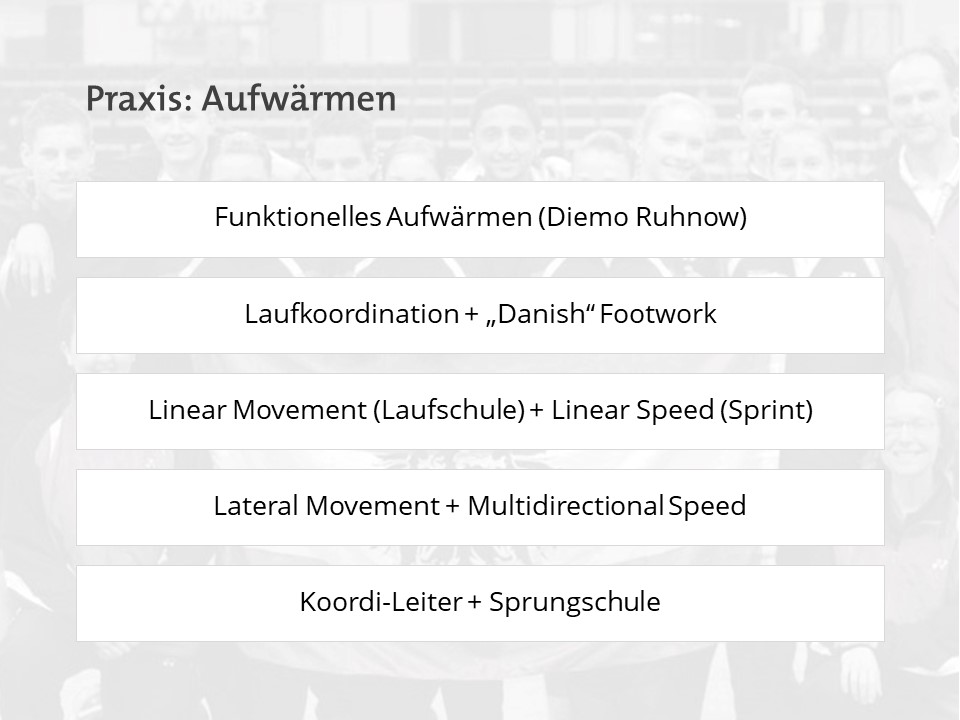 YONEX
Praxis: Aufwärmen
Funktionelles Aufwärmen (Diemo Ruhnow)
Laufkoordination + „Danish“ Footwork
Linear Movement (Laufschule) + Linear Speed (Sprint)
Lateral Movement + Multidirectional Speed
Koordi-Leiter + Sprungschule